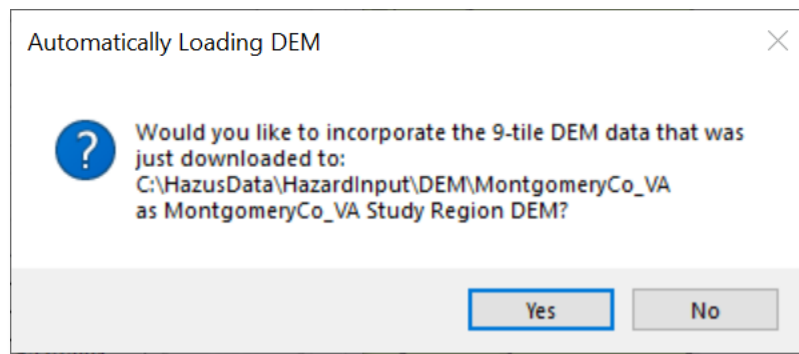 Automatically Loading DEM
?
Would you like to incorporate the 9-tile DEM data that was
just downloaded to:
C:\HazusData\HazardInput\DEM\MontgomeryCo_VA
as MontgomeryCo_VA Study Region DEM?
Yes No